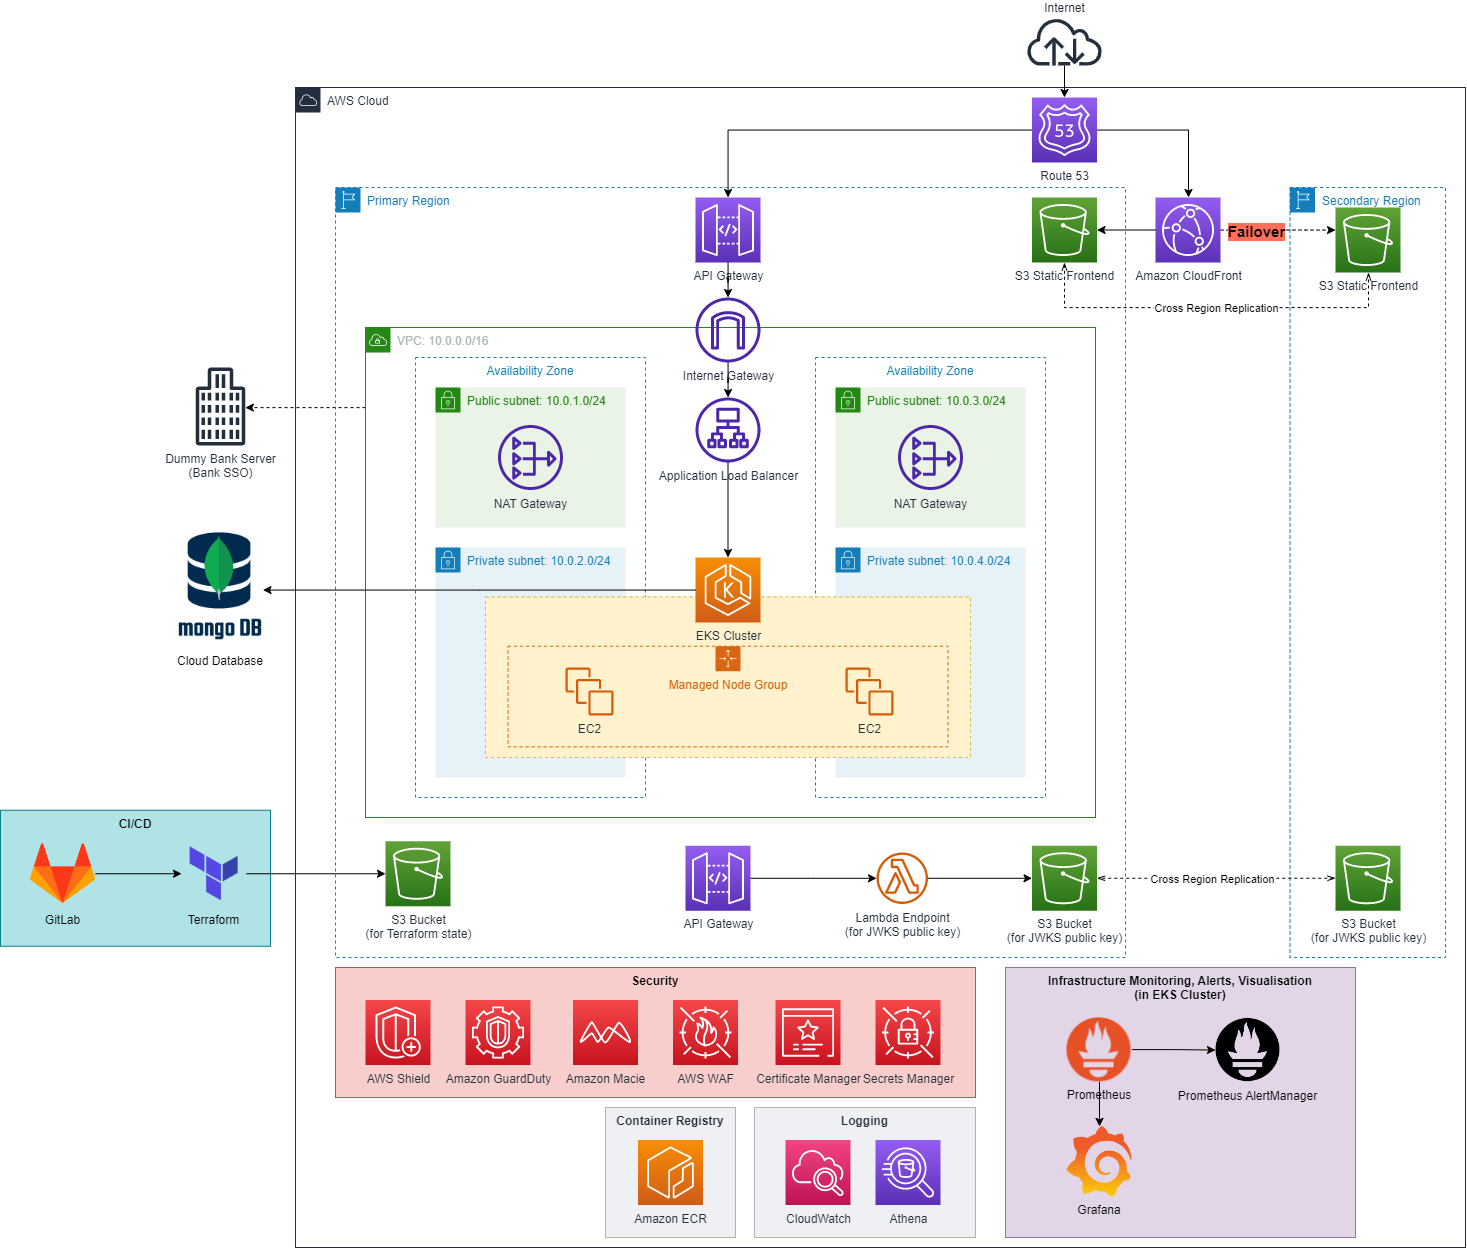 Internet
AWS Cloud
53
Route 53
Primary Region
Secondary Region
</>
API Gateway
S3 Static Frontend
Amazon CloudFront
Failover
S3 Static Frontend
Cross Region Replication
VPC: 10.0.0.0/16
Internet Gateway
Availability Zone
Availability Zone
Public subnet: 10.0.1.0/24
Public subnet: 10.0.3.0/24
Dummy Bank Server
(Bank SSO)
Application Load Balancer
NAT Gateway
NAT Gateway
Private subnet: 10.0.2.0/24
Private subnet: 10.0.4.0/24
K
mongo DB
EKS Cluster
Cloud Database
Managed Node Group
EC2
EC2
CI/CD
GitLab
Terraform
S3 Bucket
(for Terraform state)
</>
API Gateway
Lambda Endpoint
(for JWKS public key)
S3 Bucket
(for JWKS public key)
Cross Region Replication
S3 Bucket
(for JWKS public key)
Security
AWS Shield
Amazon GuardDuty
Amazon Macie
AWS WAF
Certificate Manager
Secrets Manager
Infrastructure Monitoring, Alerts, Visualisation
(in EKS Cluster)
Prometheus
Prometheus AlertManager
Grafana
Container Registry
Amazon ECR
Logging
CloudWatch
Athena